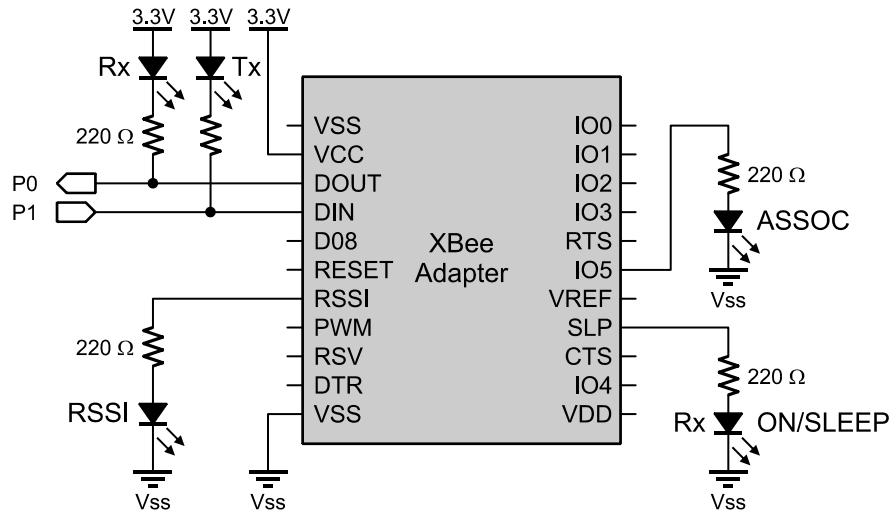 3.3V 3.3V 3.3V
Rx
Tx
220 Ω
P0
P1
VSS
VCC
DOUT
DIN
D08
RESET
RSSI
PWM
RSV
DTR
VSS
XBee
Adapter
IO0
IO1
IO2
IO3
RTS
IO5
VREF
SLP
CTS
IO4
VDD
220 Ω
ASSOC
Vss
220 Ω
RSSI
Vss
Vss
220 Ω
Rx ON/SLEEP
Vss